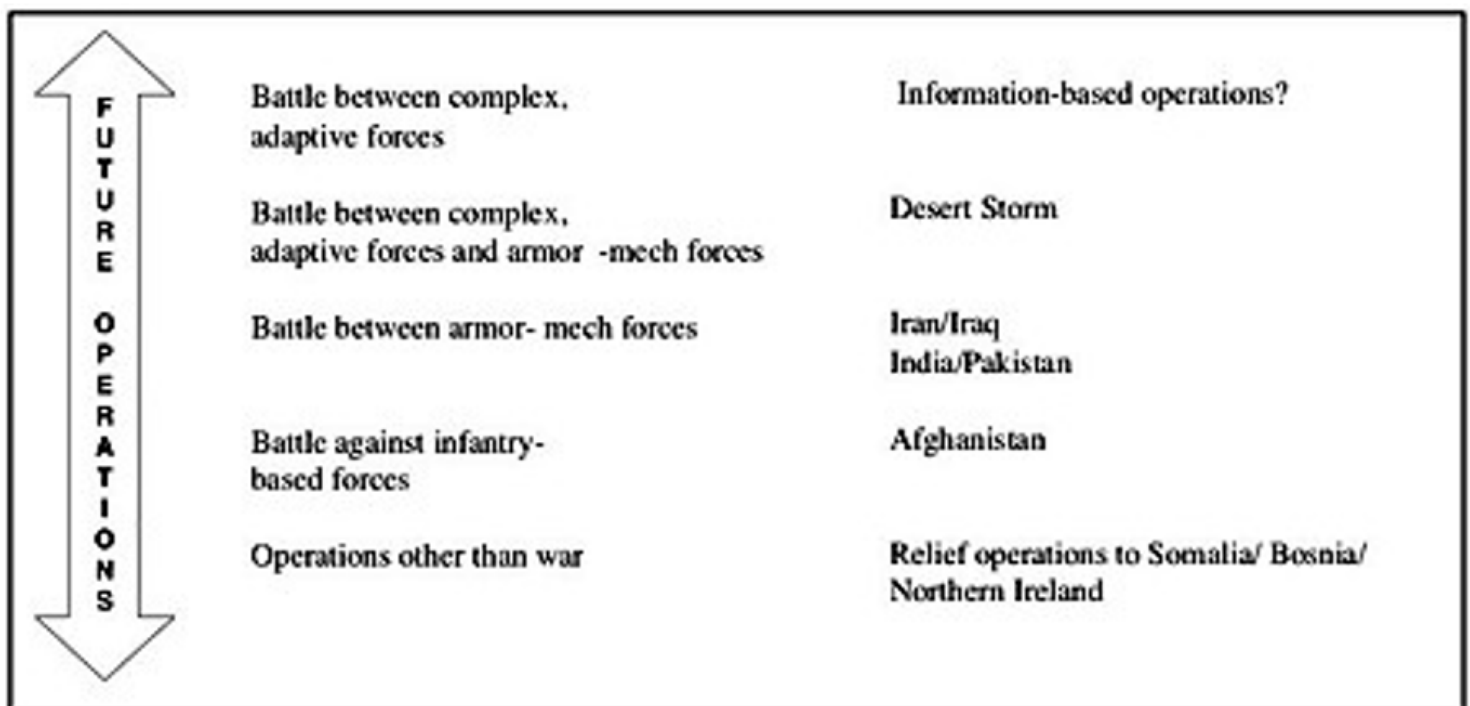 FUTURE OPERATIONS
Battle between complex,
adaptive forces
Information-based operations?
Battle between complex,
adaptive forces and armor -mech forces
Desert Storm
Battle between armor- mech forces
Iran/Iraq
India/Pakistan
Battle against infantry-
based forces
Afghanistan
Operations other than war
Relief operations to Somalia/ Bosnia/
Northern Ireland